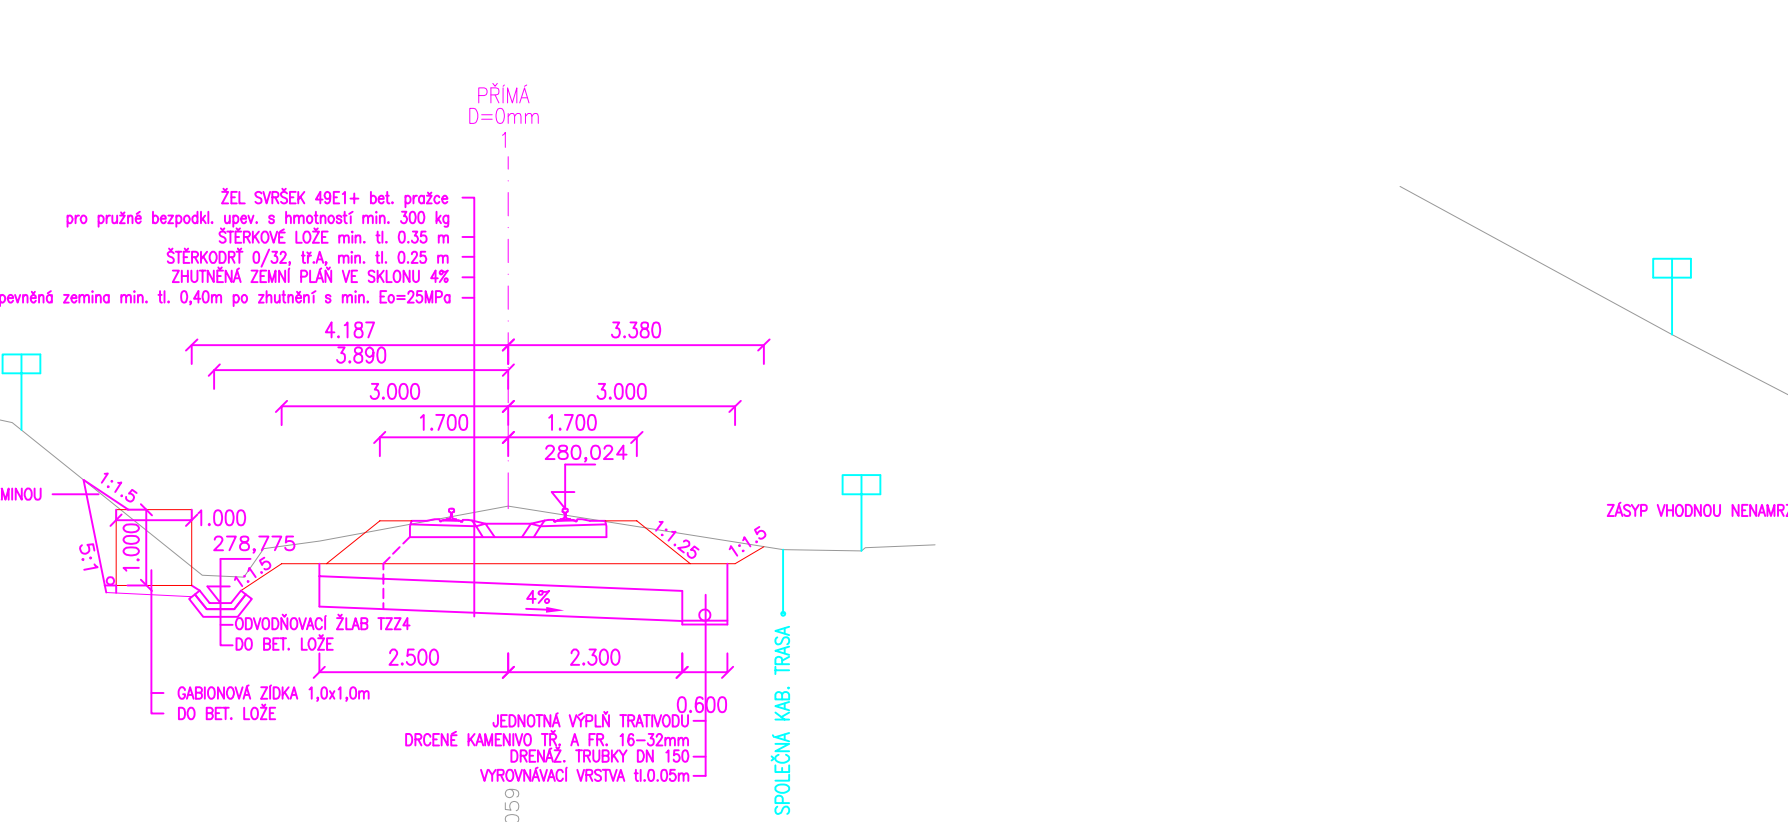 PŘÍMÁ
D=0mm
1
ŽEL SVRŠEK 49E1+ bet. pražce
pro pružné bezpodkl. upev. s hmotností min. 300 kg
ŠTĚRKOVÉ LOŽE min. tl. 0.35 m
ŠTĚRKODRŤ 0/32, tř.A, min. tl. 0.25 m
ZHUTNĚNÁ ZEMNÍ PLÁŇ VE SKLONU 4%
pevněná zemina min. tl. 0,40m po zhutnění s min. Eo=25MPa
4.187
3.380
3.890
3.000
3.000
1.700
1.700
280,024
MINOU
1:1.5
1.000
1.000
5:1
278,775
1:1.5
1:1.25
1:1.5
ZÁSYP VHODNOU NENAMRZ
4%
ODVODŇOVACÍ ŽLAB TZZ4
DO BET. LOŽE
2.500
2.300
0.600
GABIONOVÁ ZÍDKA 1,0x1,0m
DO BET. LOŽE
JEDNOTNÁ VÝPLŇ TRATIVODU
DRCENÉ KAMENIVO TŘ. A FR. 16-32mm
DRENÁŽ. TRUBKY DN 150
VYROVNÁVACÍ VRSTVA tl.0.05m
SPOLEČNÁ KAB. TRASA
059